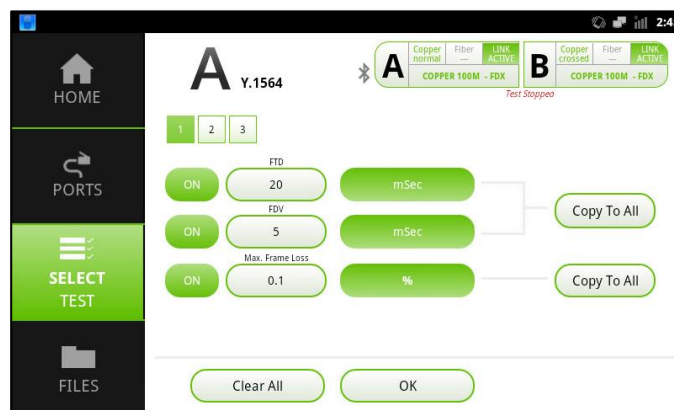 2:4
HOME
PORTS
SELECT
TEST
FILES
A Y.1564
A
Copper normal
Fiber —
LINK ACTIVE
COPPER 100M - FDX
B
Copper crossed
Fiber —
LINK ACTIVE
COPPER 100M - FDX
Test Stopped
1 2 3
FTD
ON 20 mSec
FDV
ON 5 mSec
Copy To All
Max. Frame Loss
ON 0.1 % Copy To All
Clear All OK